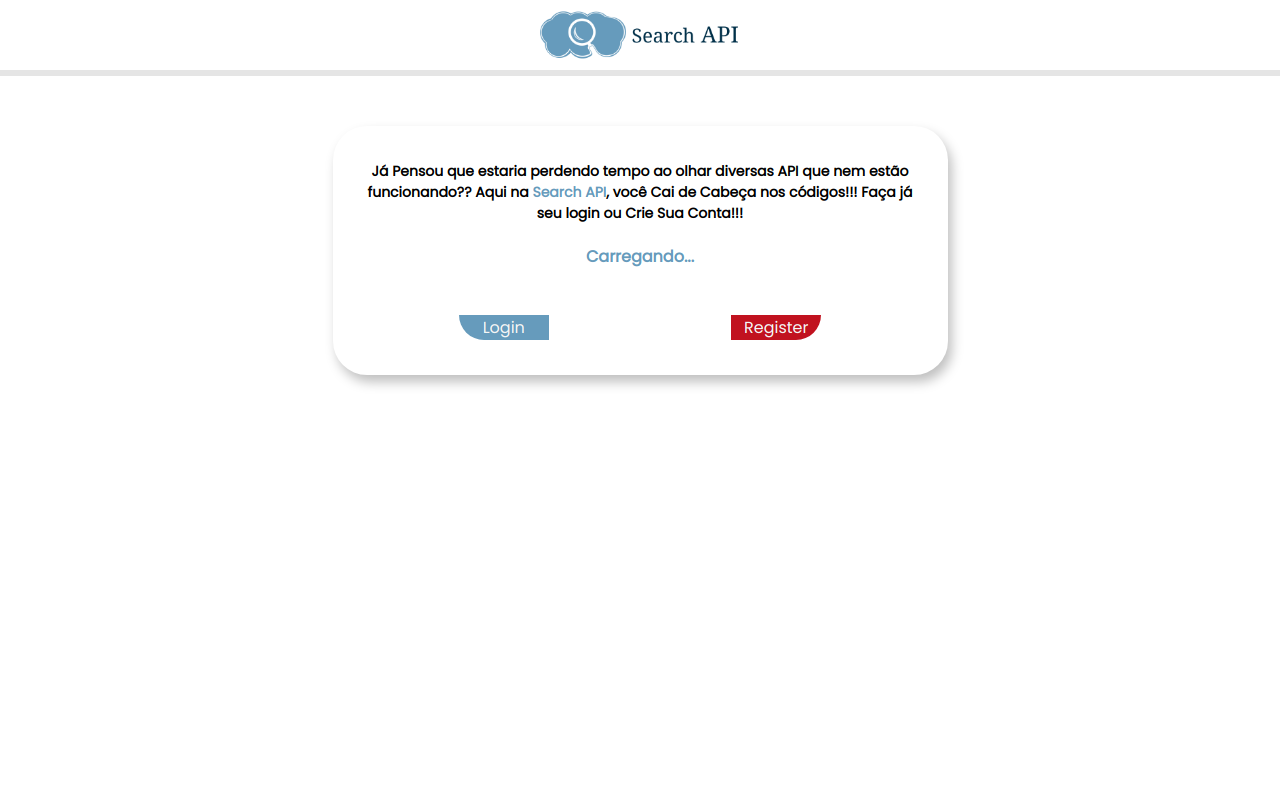 Search API
Já Pensou que estaria perdendo tempo ao olhar diversas API que nem estão
funcionando?? Aqui na Search API, você Cai de Cabeça nos códigos!!! Faça já
seu login ou Crie Sua Conta!!!
Carregando...
Login
Register